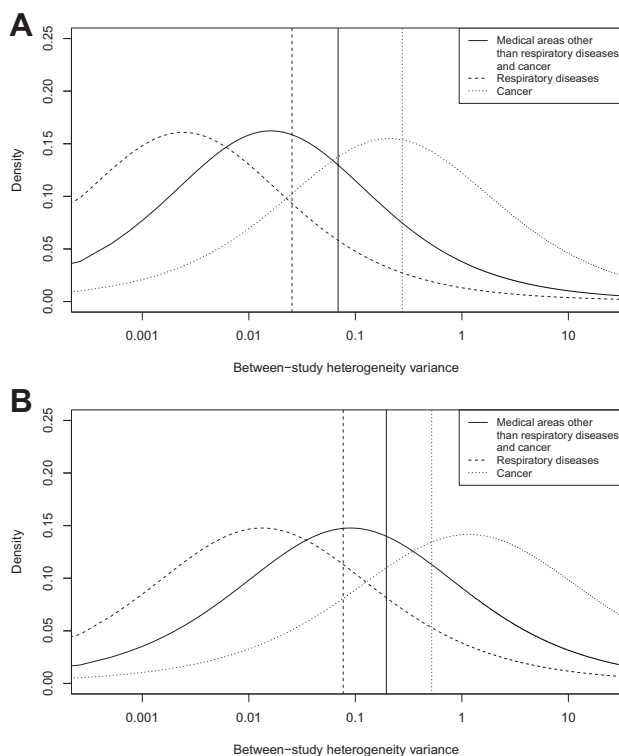 A
0.25
0.20
0.15
0.10
0.05
0.00
Density
Medical areas other
than respiratory diseases
and cancer
Respiratory diseases
Cancer
0.001 0.01 0.1 1 10
Between−study heterogeneity variance
B
0.25
0.20
0.15
0.10
0.05
0.00
Density
Medical areas other
than respiratory diseases
and cancer
Respiratory diseases
Cancer
0.001 0.01 0.1 1 10
Between−study heterogeneity variance